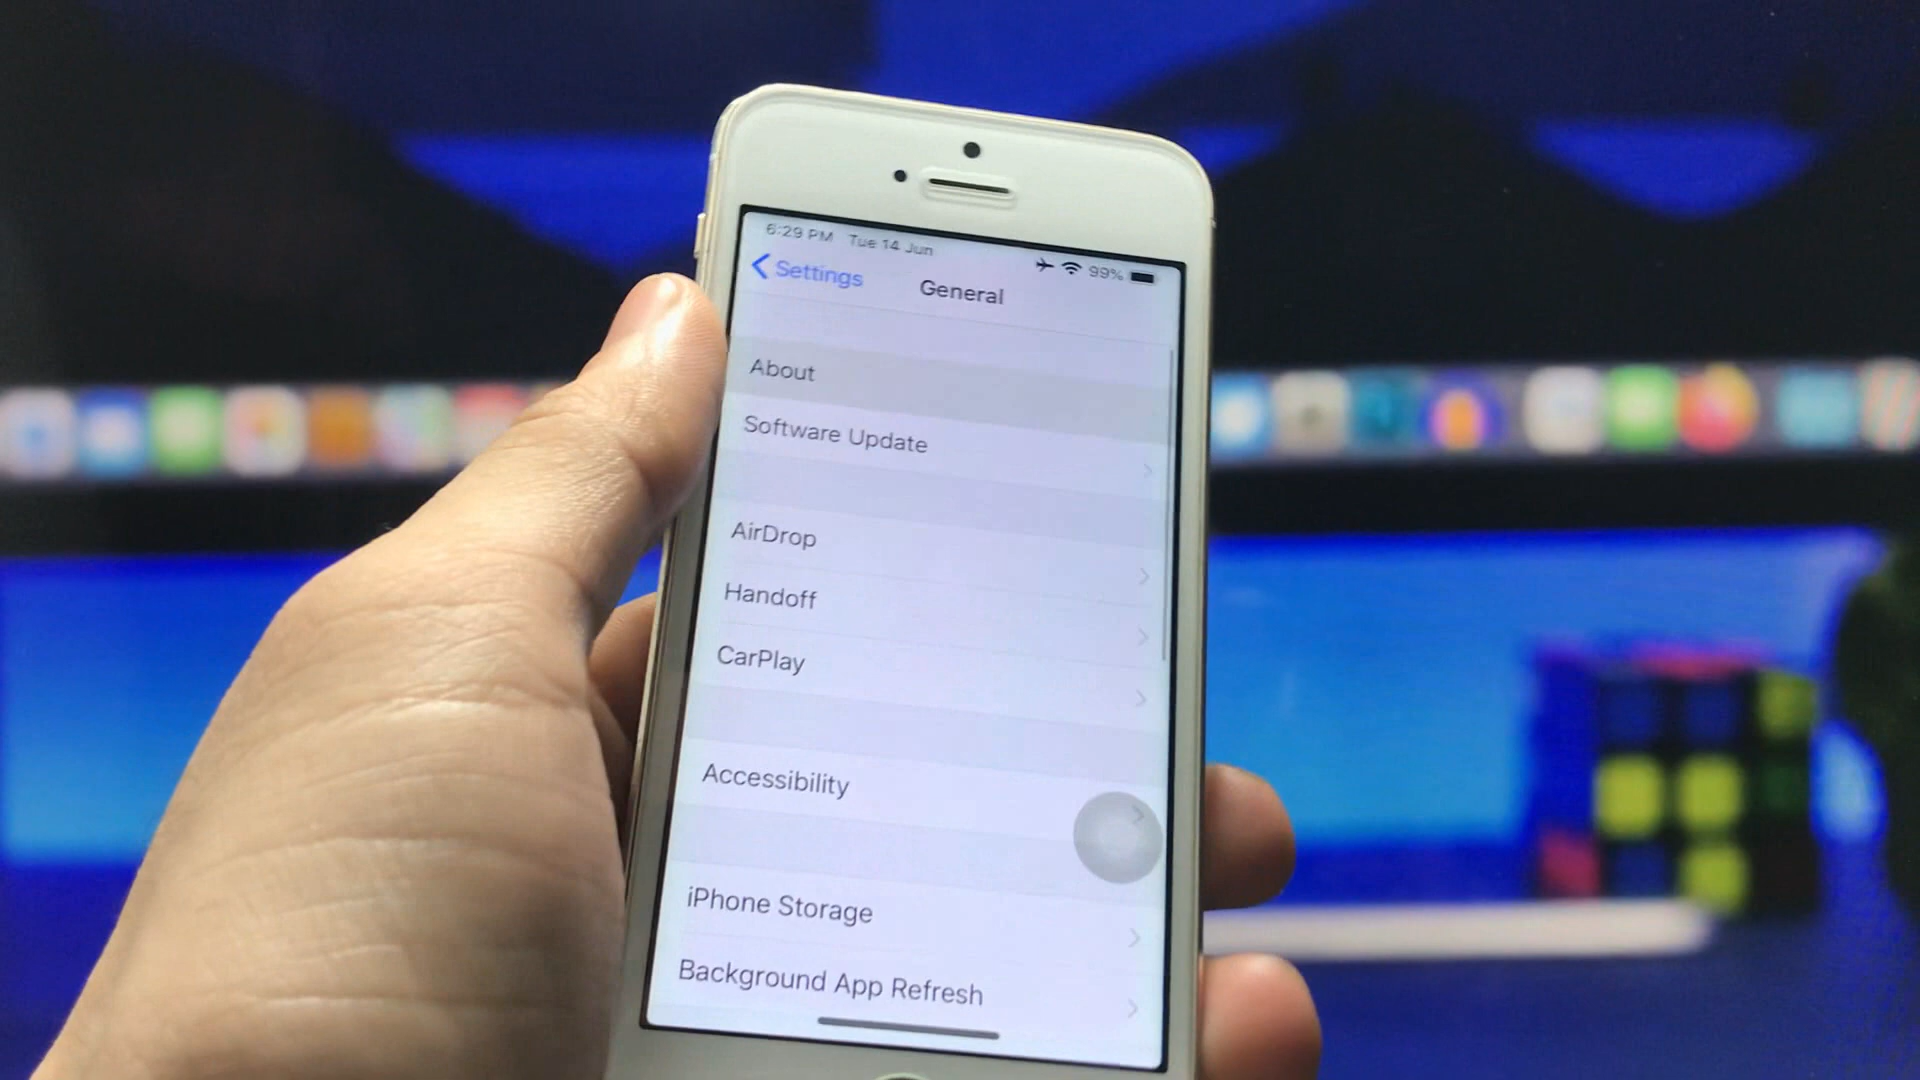 6:29 PM Tue 14 Jun 99%
Settings
General
About
Software Update
AirDrop
Handoff
CarPlay
Accessibility
iPhone Storage
Background App Refresh